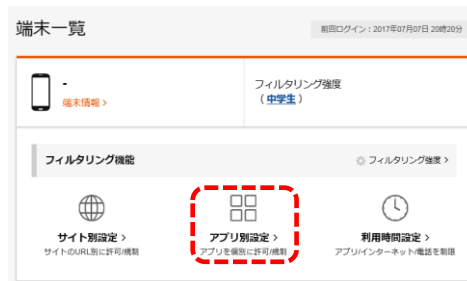 端末一覧
前回ログイン：2017年07月07日 20時20分
-
端末情報 >
フィルタリング強度
（ 中学生 ）
フィルタリング機能
フィルタリング強度 >
サイト別設定 >
サイトのURL別に許可/規制
アプリ別設定 >
アプリを個別に許可/規制
利用時間設定 >
アプリ/インターネット/電話を制限